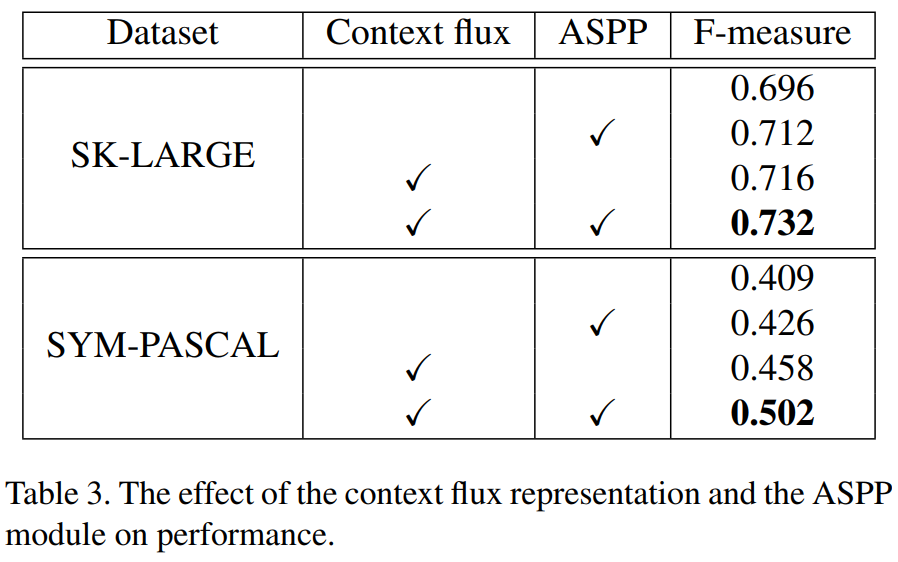 Dataset Context flux ASPP F-measure
0.696
✓ 0.712
SK-LARGE
✓ 0.716
✓ ✓ 0.732
0.409
✓ 0.426
SYM-PASCAL
✓ 0.458
✓ ✓ 0.502
Table 3. The effect of the context flux representation and the ASPP
module on performance.